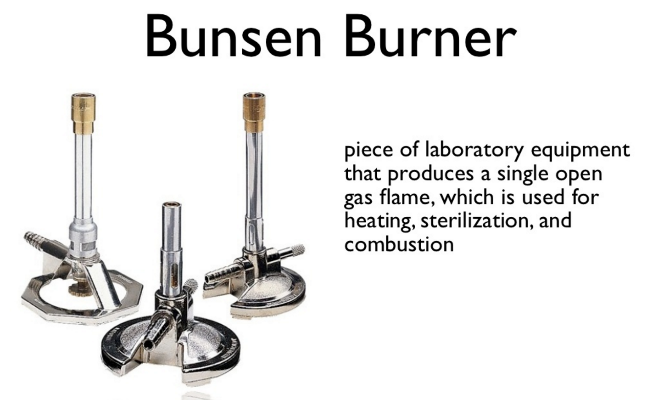 Bunsen Burner
piece of laboratory equipment
that produces a single open
gas flame, which is used for
heating, sterilization, and
combustion